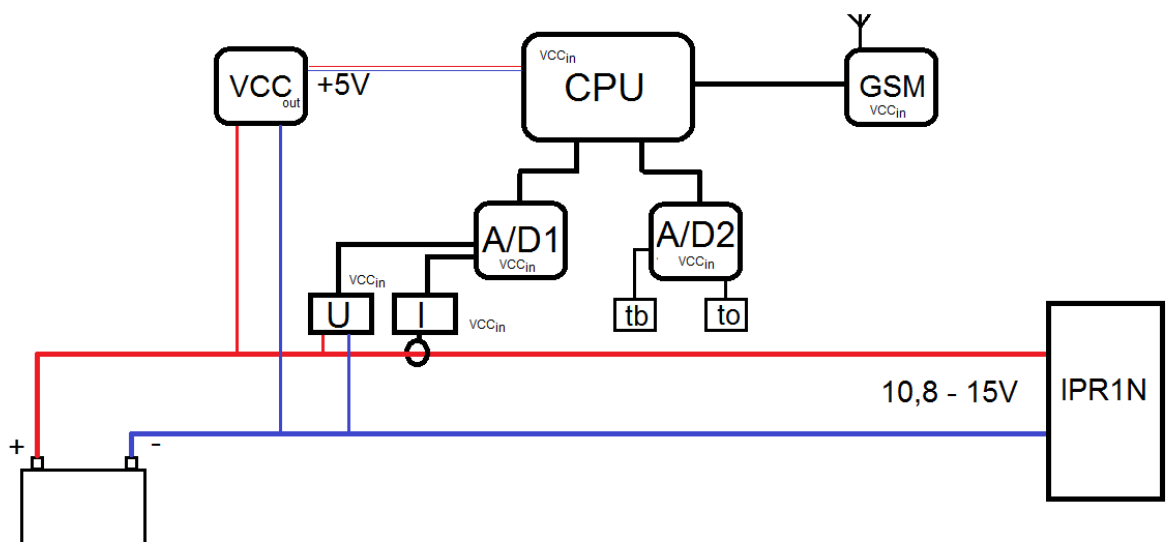 VCCout
+5V
VCCin
CPU
GSM
VCCin
A/D1
VCCin
A/D2
VCCin
VCCin
U
I
VCCin
tb
to
10,8 - 15V
IPR1N
+
-